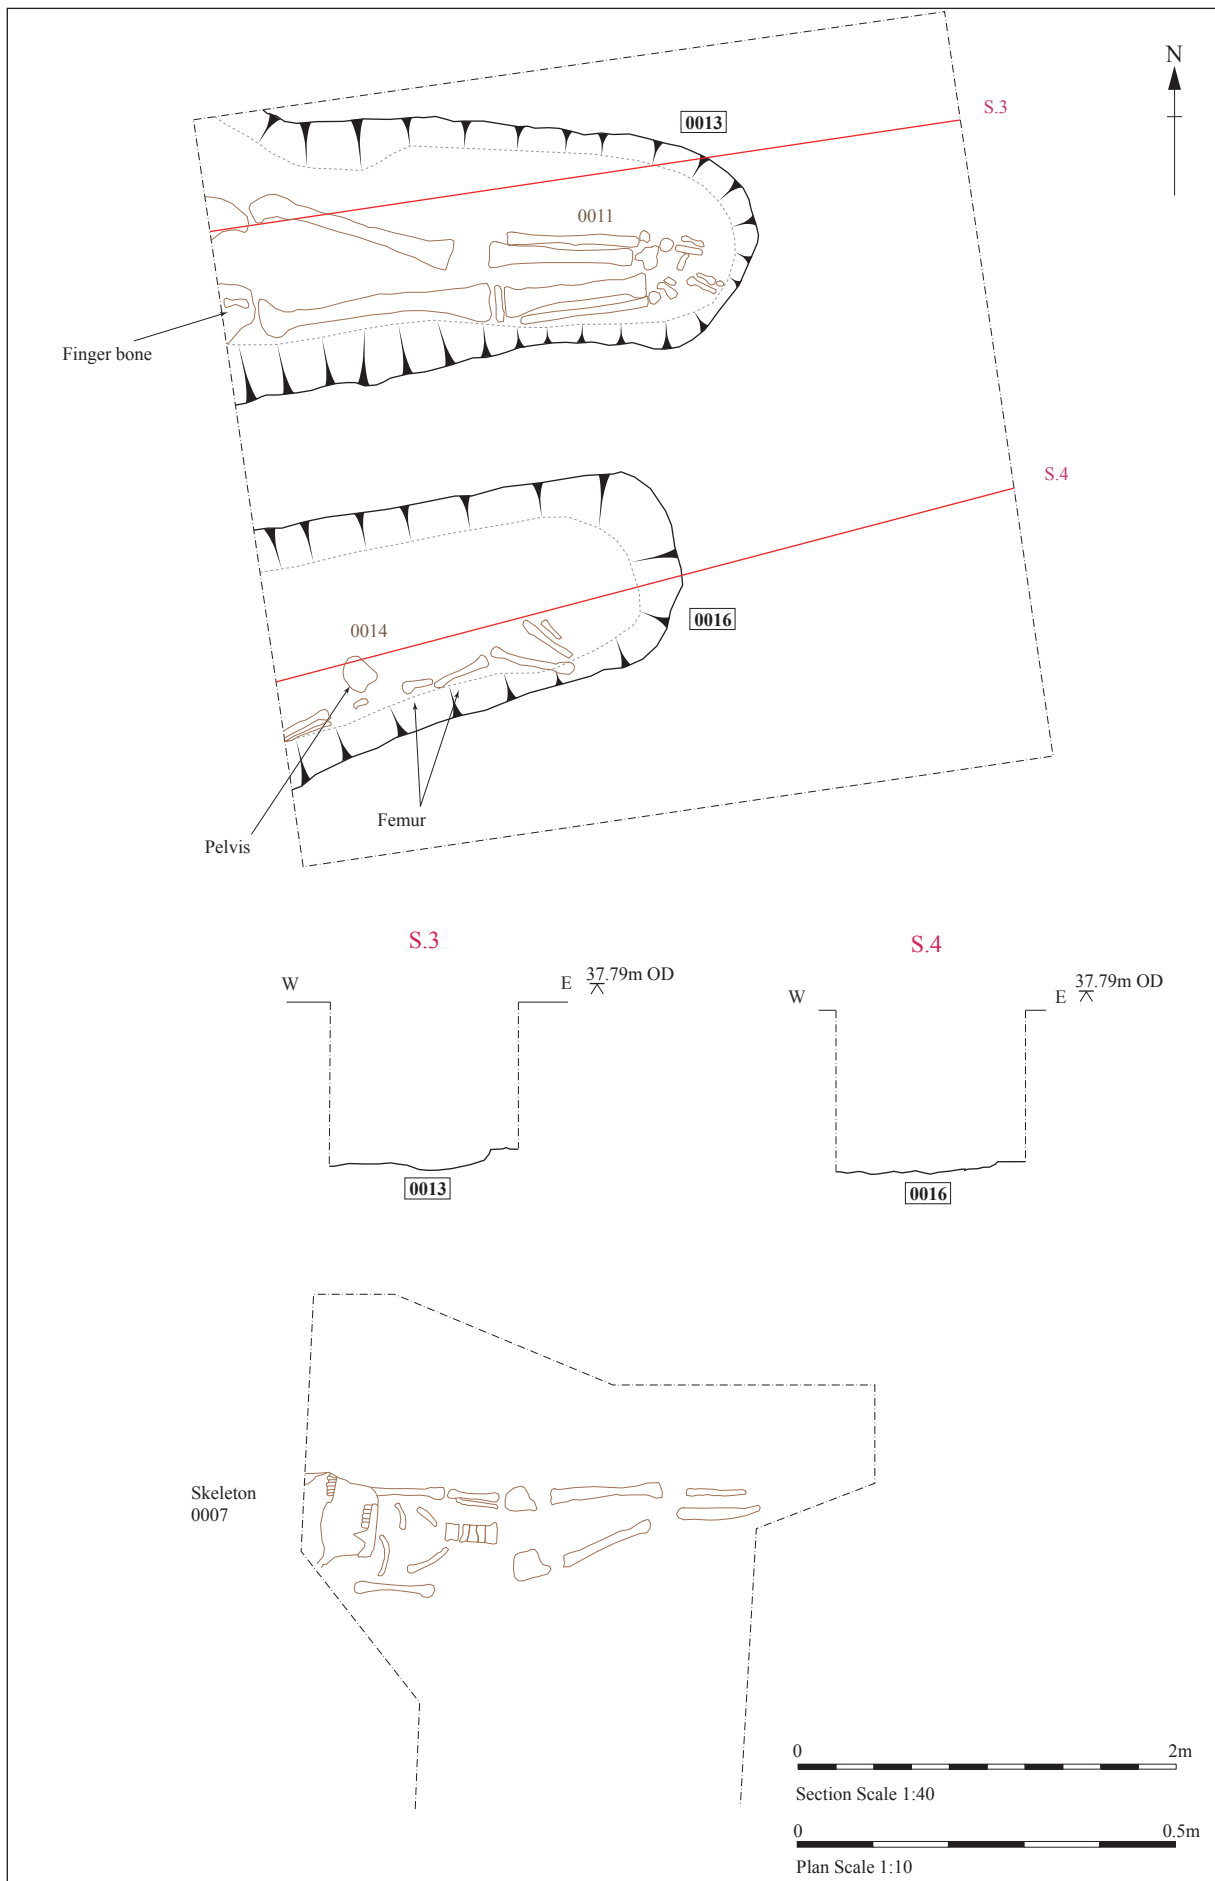 N
S.3
0013
0011
Finger bone
S.4
0016
0014
Femur
Pelvis
S.3
S.4
W
E
37.79m OD
W
E
37.79m OD
0013
0016
Skeleton
0007
0
2m
Section Scale 1:40
0
0.5m
Plan Scale 1:10